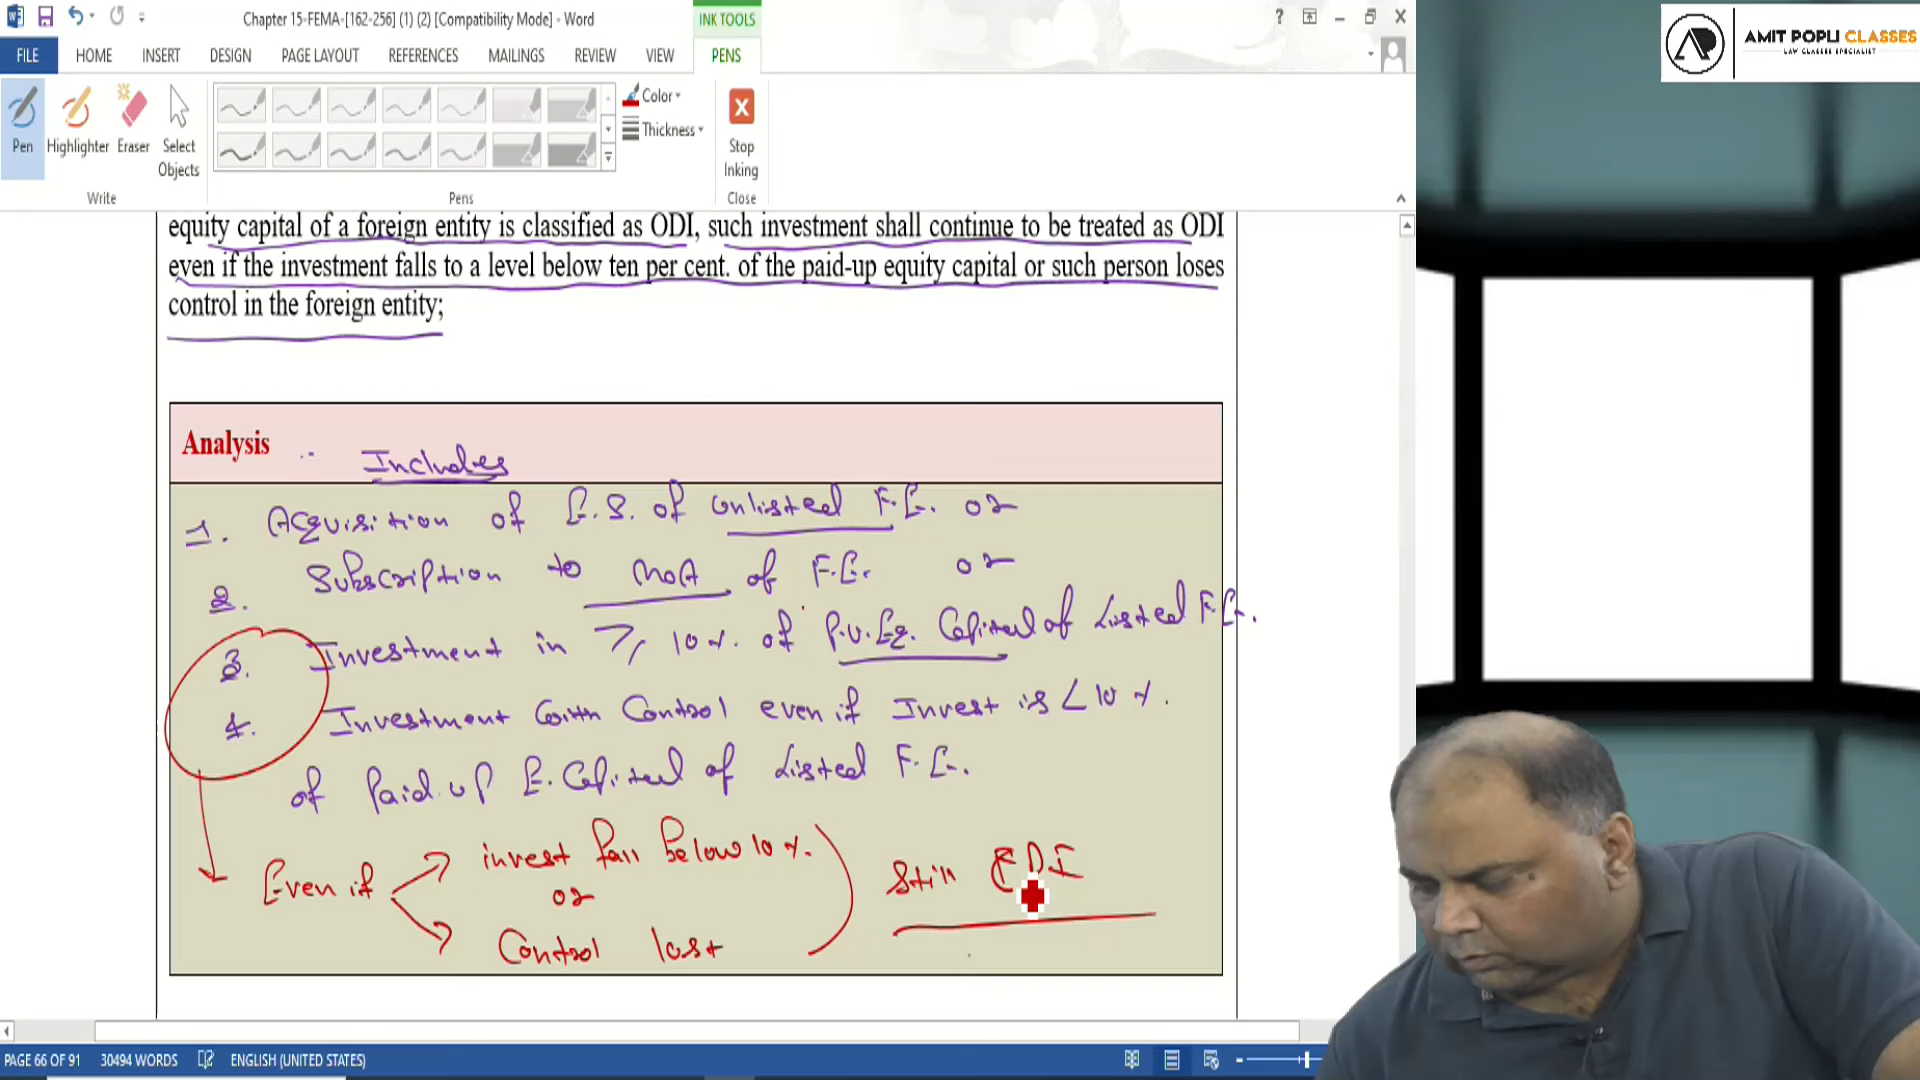 Chapter 15-FEMA-[162-256] (1) (2) [Compatibility Mode] - Word
INK TOOLS
FILE HOME INSERT DESIGN PAGE LAYOUT REFERENCES MAILINGS REVIEW VIEW PENS
AMIT POPLI CLASSES
LAW CLASSES SPECIALIST
Color
Thickness
Pen Highlighter Eraser Select Objects
Stop Inking
Write Pens Close
equity capital of a foreign entity is classified as ODI, such investment shall continue to be treated as ODI
even if the investment falls to a level below ten per cent. of the paid-up equity capital or such person loses
control in the foreign entity;
Analysis
Includes
1. Acquisition of E.S. of Unlisted F.E. or
2. Subscription to MOA of F.E. or
3. Investment in ≥ 10%. of P.U. Eq. Capital of Listed F.E.
4. Investment with Control even if Invest is < 10%.
of Paid up E. Capital of Listed F.E.
Even if invest fall below 10%.
or
Control lost
Still DI
PAGE 66 OF 91 30494 WORDS ENGLISH (UNITED STATES)